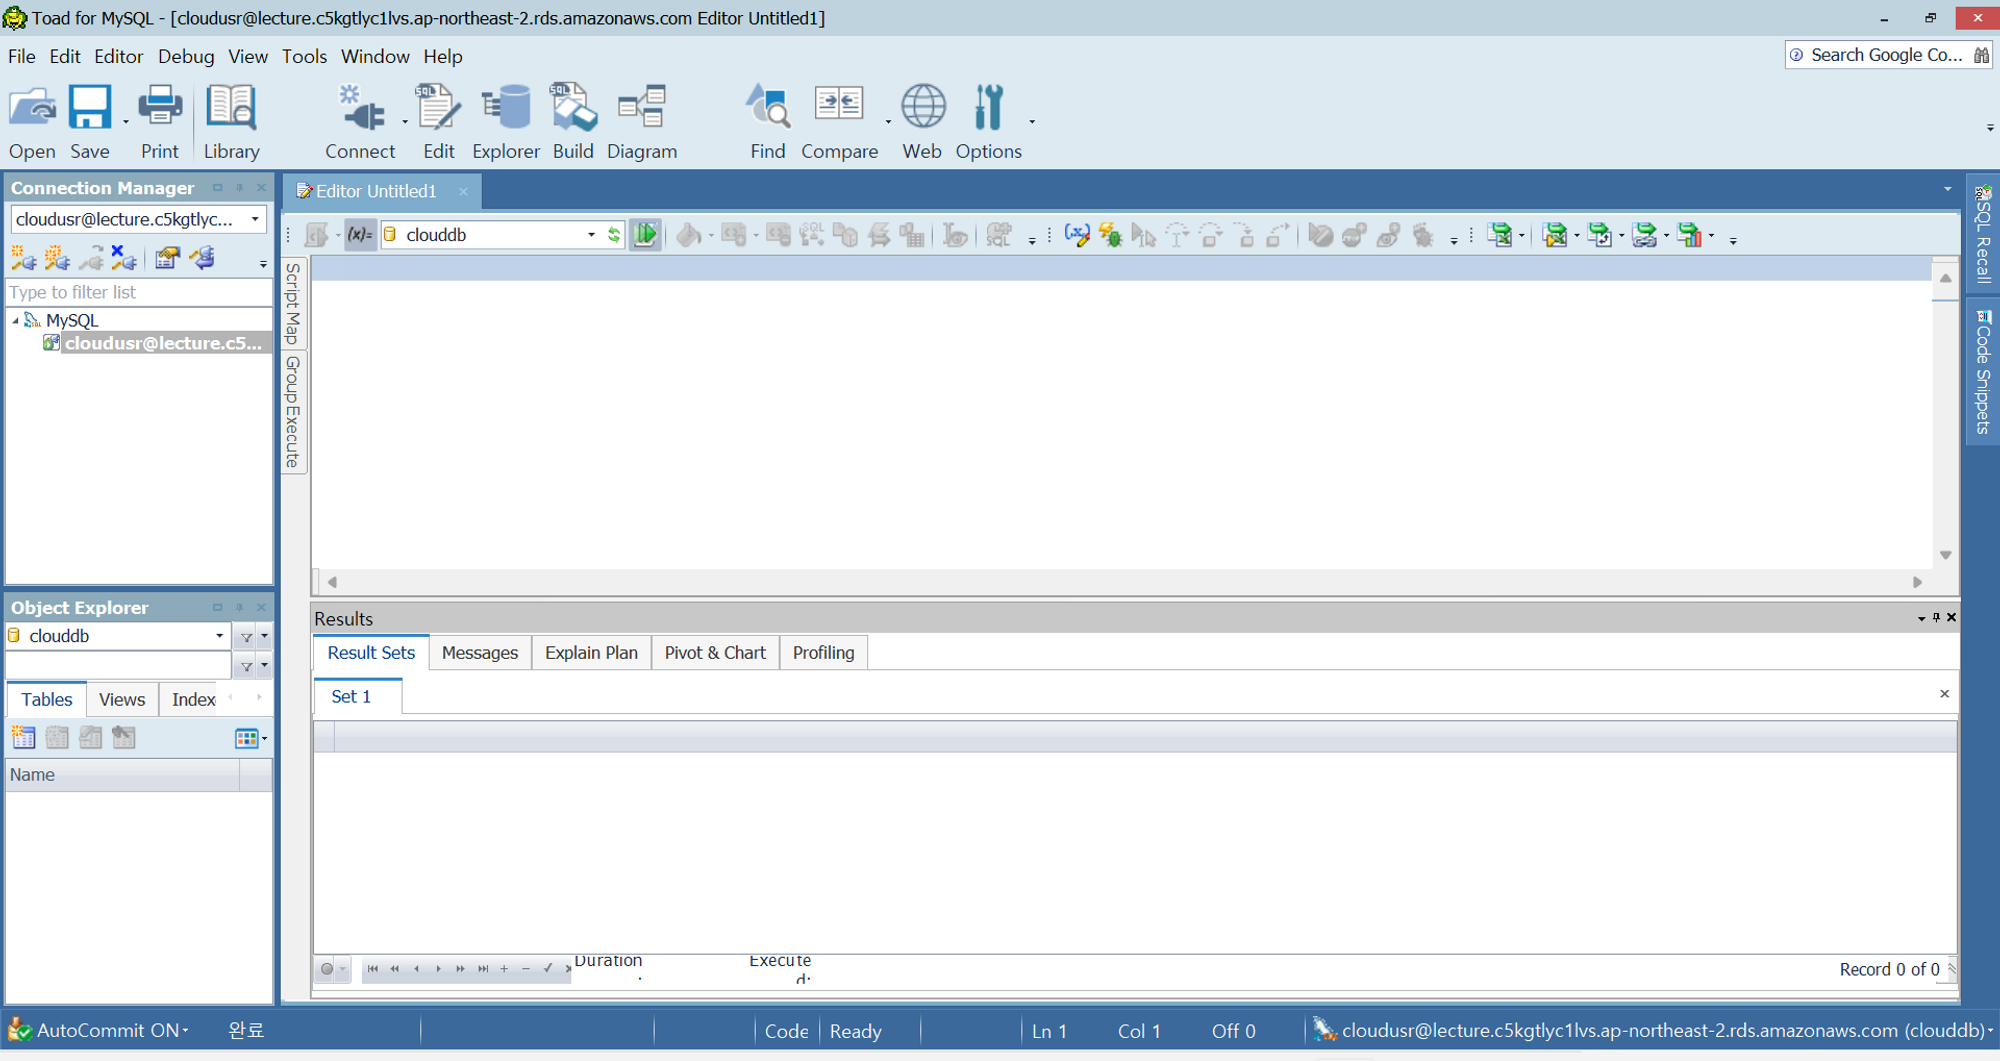 Toad for MySQL - [cloudusr@lecture.c5kgtlyc1lvs.ap-northeast-2.rds.amazonaws.com Editor Untitled1]
File Edit Editor Debug View Tools Window Help
Search Google Co...
Open Save Print Library Connect Edit Explorer Build Diagram Find Compare Web Options
Connection Manager
cloudusr@lecture.c5kgtlyc...
Type to filter list
MySQL
cloudusr@lecture.c5...
Editor Untitled1
(x)= clouddb
Script Map
Group Execute
SQL Recall
Code Snippets
Object Explorer
clouddb
Tables Views Index
Name
Results
Result Sets Messages Explain Plan Pivot & Chart Profiling
Set 1
Duration
:
Execute
d:
Record 0 of 0
AutoCommit ON 완료 Code Ready Ln 1 Col 1 Off 0 cloudusr@lecture.c5kgtlyc1lvs.ap-northeast-2.rds.amazonaws.com (clouddb)